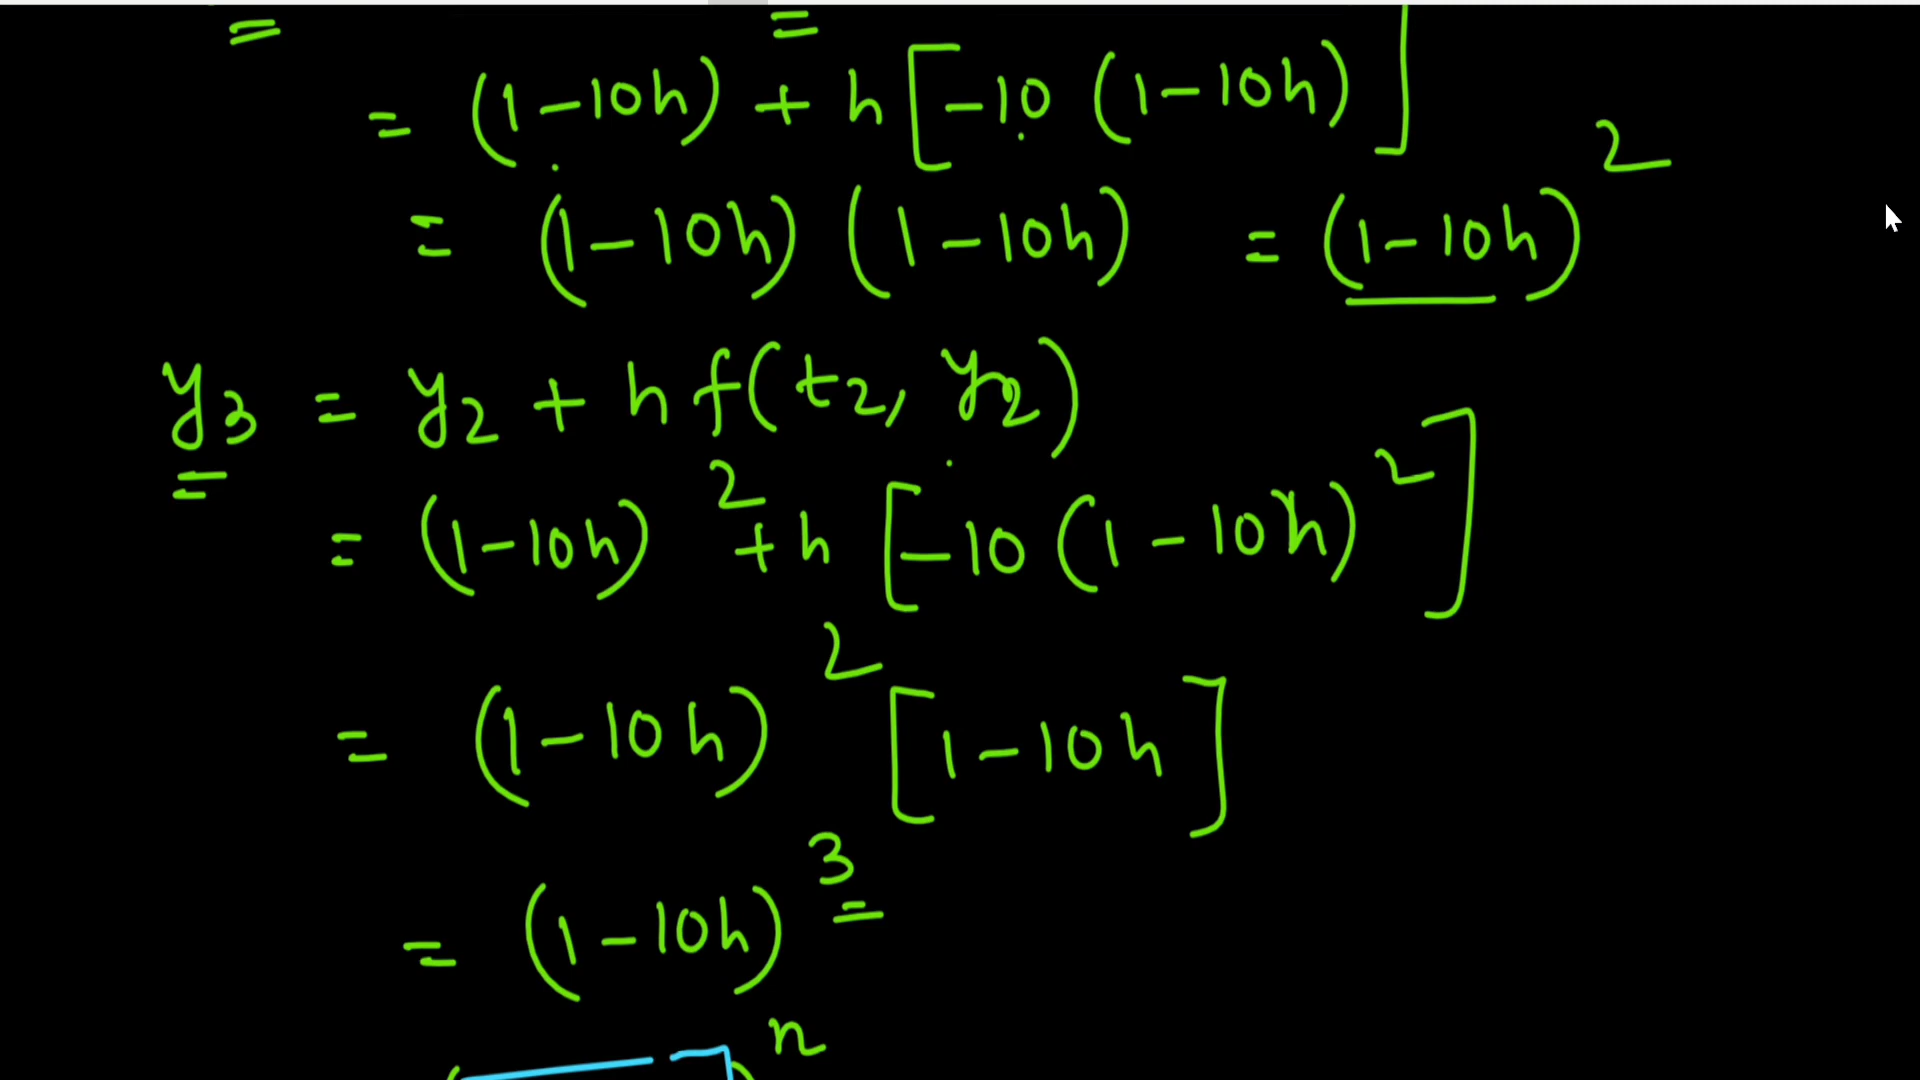 = (1-10h) + h[-10 (1-10h)]
= (1-10h) (1-10h) = (1-10h)²
y₃ = y₂ + h f(t₂, y₂)
= (1-10h)² + h [-10 (1-10h)²]
= (1-10h)² [1-10h]
= (1-10h)³
n